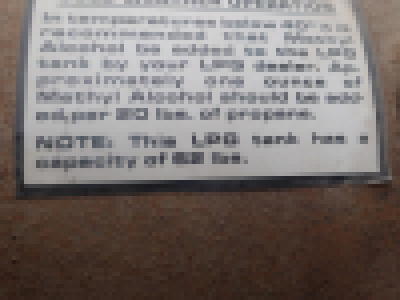 OPERATION
In temperatures below 40° it is
recommended that Methyl
Alcohol be added to the LPG
tank by your LPG dealer. Ap-
proximately one ounce of
Methyl Alcohol should be add-
ed, per 20 lbs. of propane.
NOTE: This LPG tank has a
capacity of 62 lbs.